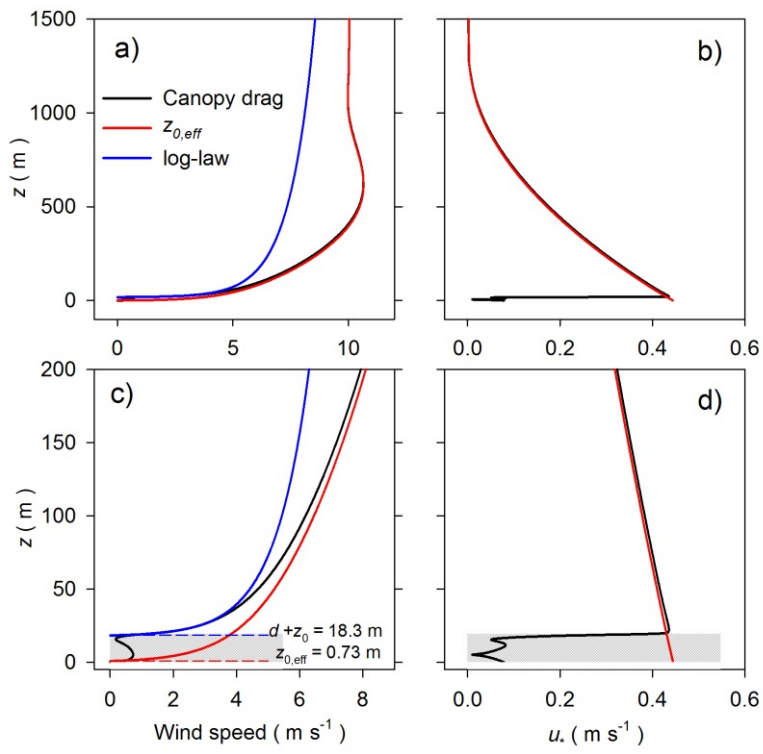 1500
1000
500
0
z ( m )
a)
Canopy drag
z0,eff
log-law
0 5 10
b)
0.0 0.2 0.4 0.6
200
150
100
50
0
z ( m )
c)
d +z0 = 18.3 m
z0,eff = 0.73 m
0 2 4 6 8
Wind speed ( m s-1 )
d)
0.0 0.2 0.4 0.6
u* ( m s-1 )